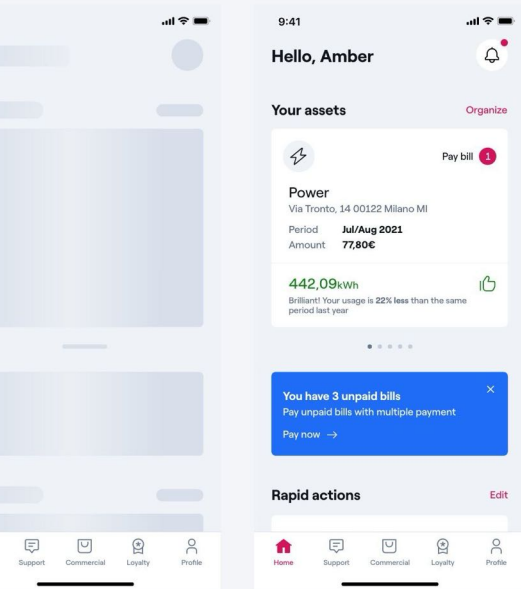 Support
Commercial
Loyalty
Profile
9:41
Hello, Amber
Your assets
Organize
Pay bill 1
Power
Via Tronto, 14 00122 Milano MI
Period Jul/Aug 2021
Amount 77,80€
442,09kWh
Brilliant! Your usage is 22% less than the same
period last year
You have 3 unpaid bills
Pay unpaid bills with multiple payment
Pay now →
Rapid actions
Edit
Home
Support
Commercial
Loyalty
Profile